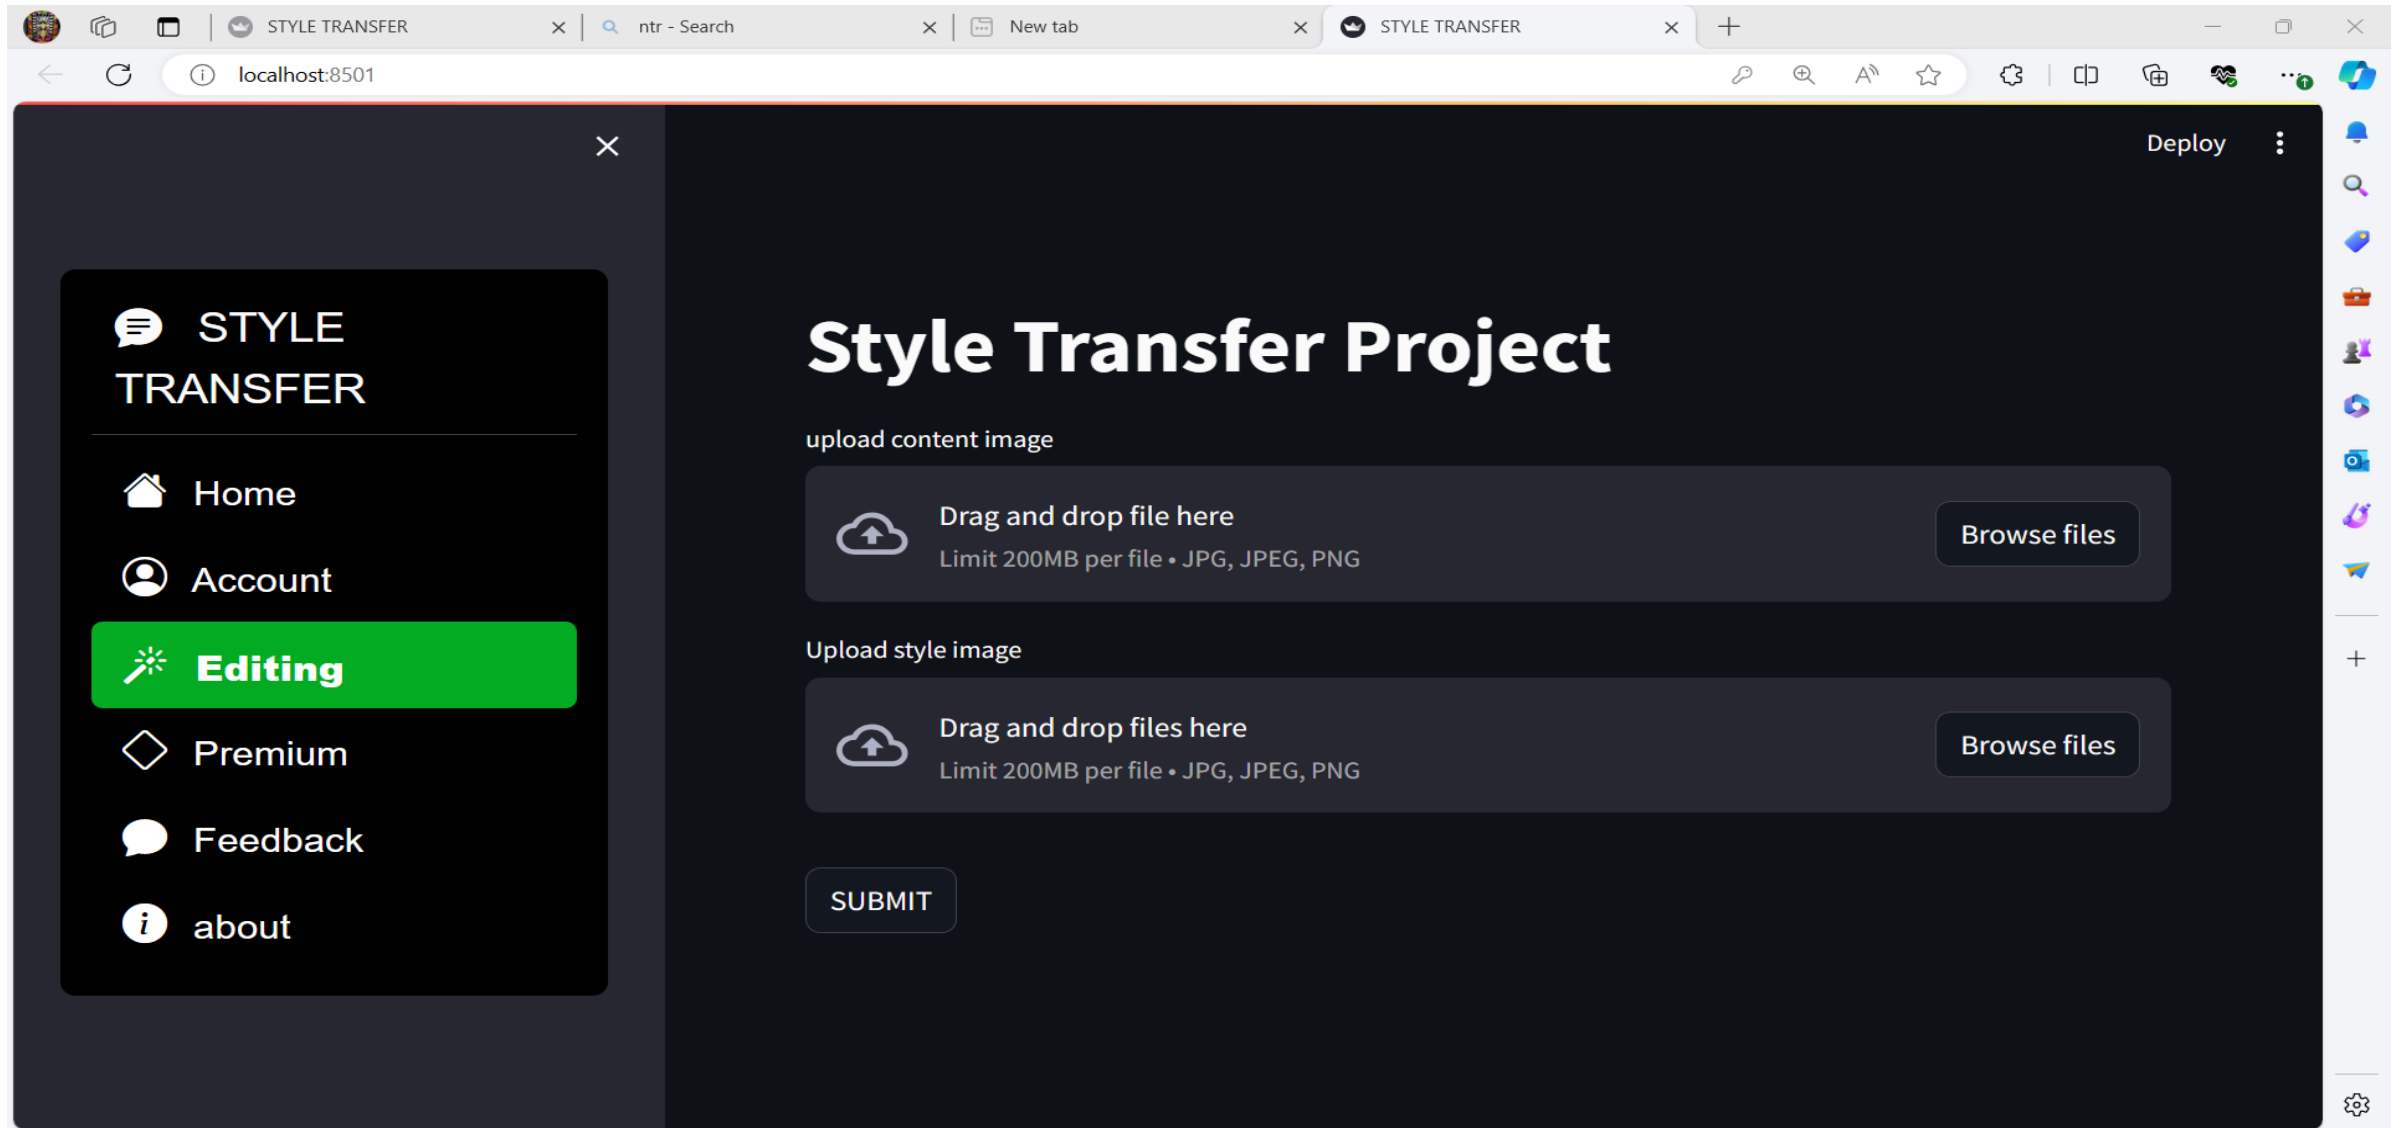 STYLE TRANSFER
ntr - Search
New tab
STYLE TRANSFER
localhost:8501
Deploy
STYLE
TRANSFER
Home
Account
Editing
Premium
Feedback
about
Style Transfer Project
upload content image
Drag and drop file here
Limit 200MB per file • JPG, JPEG, PNG
Browse files
Upload style image
Drag and drop files here
Limit 200MB per file • JPG, JPEG, PNG
Browse files
SUBMIT